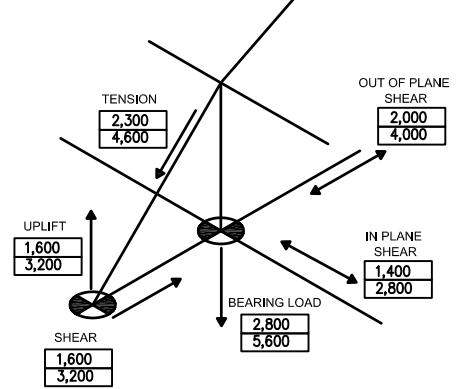 OUT OF PLANE
SHEAR
2,000
4,000
TENSION
2,300
4,600
UPLIFT
1,600
3,200
IN PLANE
SHEAR
1,400
2,800
BEARING LOAD
2,800
5,600
SHEAR
1,600
3,200